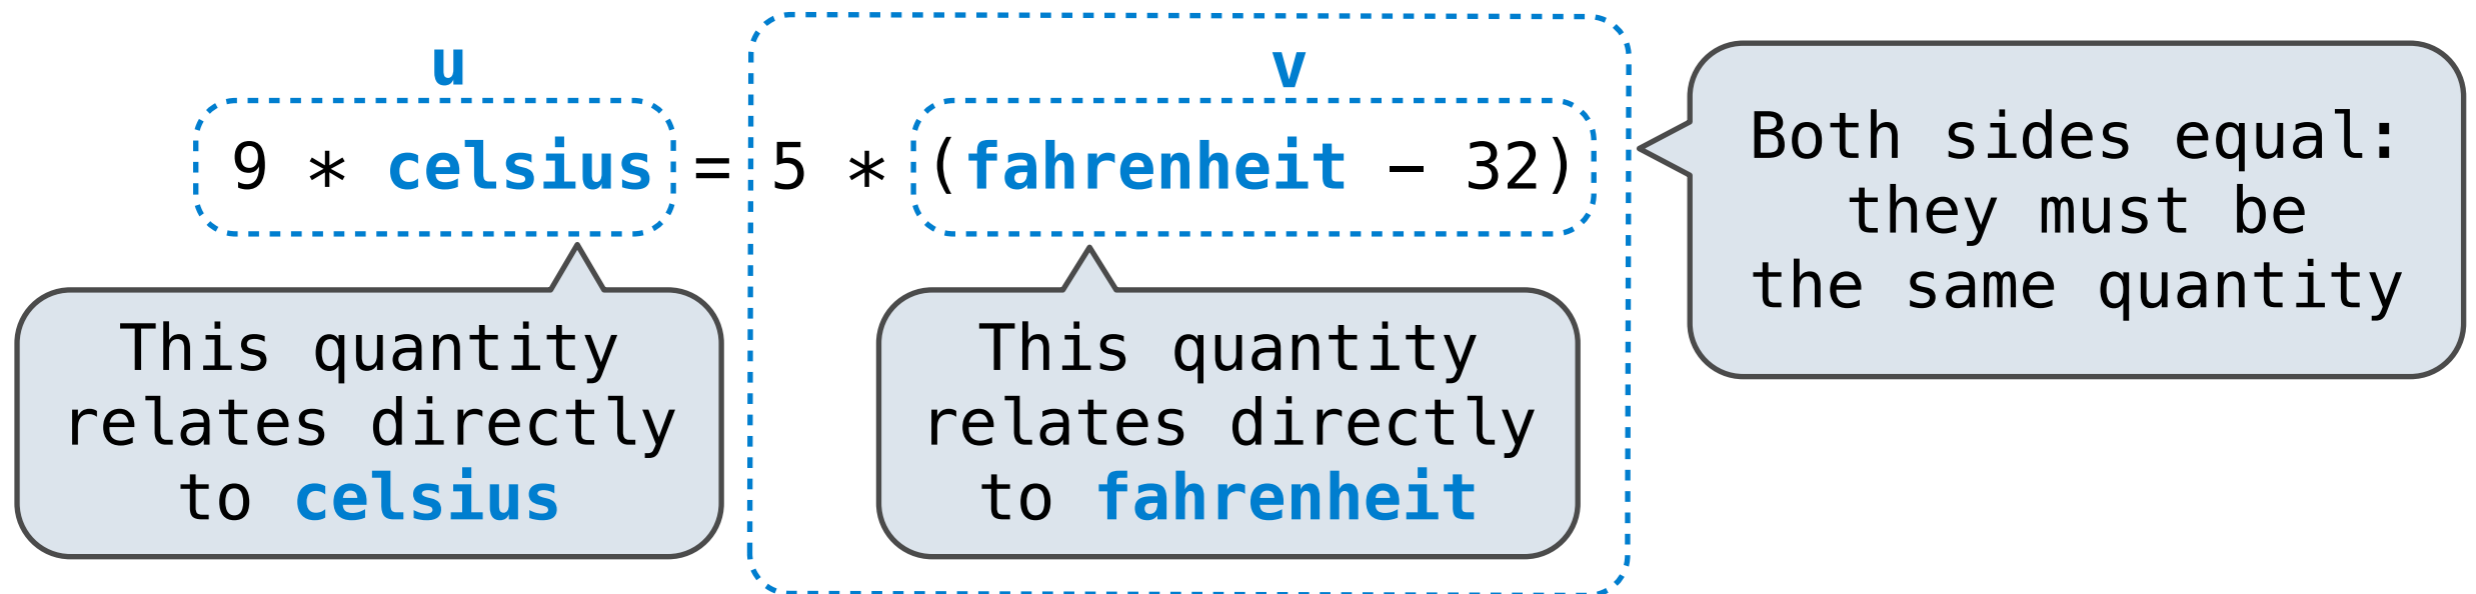 u
v
9 * celsius = 5 * (fahrenheit − 32)
This quantity
relates directly
to celsius
This quantity
relates directly
to fahrenheit
Both sides equal:
they must be
the same quantity